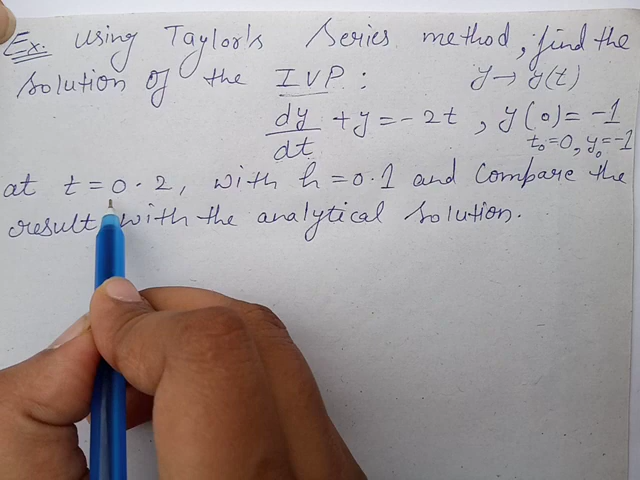 Ex. Using Taylor's Series method, find the
solution of the IVP: y → y(t)
dy/dt + y = -2t, y(0) = -1
t₀=0, y₀=-1
at t = 0.2, with h = 0.1 and compare the
result with the analytical solution.